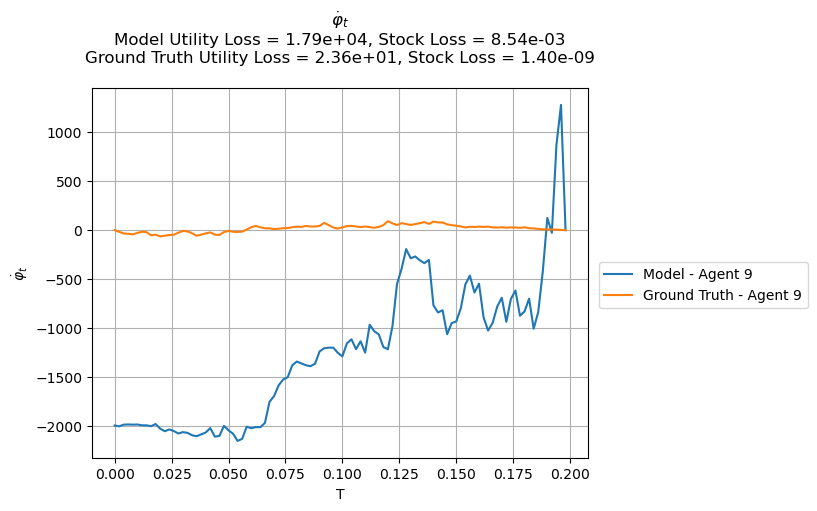 φ̇_t
Model Utility Loss = 1.79e+04, Stock Loss = 8.54e-03
Ground Truth Utility Loss = 2.36e+01, Stock Loss = 1.40e-09
1000
500
0
−500
−1000
−1500
−2000
φ̇_t
0.000 0.025 0.050 0.075 0.100 0.125 0.150 0.175 0.200
T
Model - Agent 9
Ground Truth - Agent 9